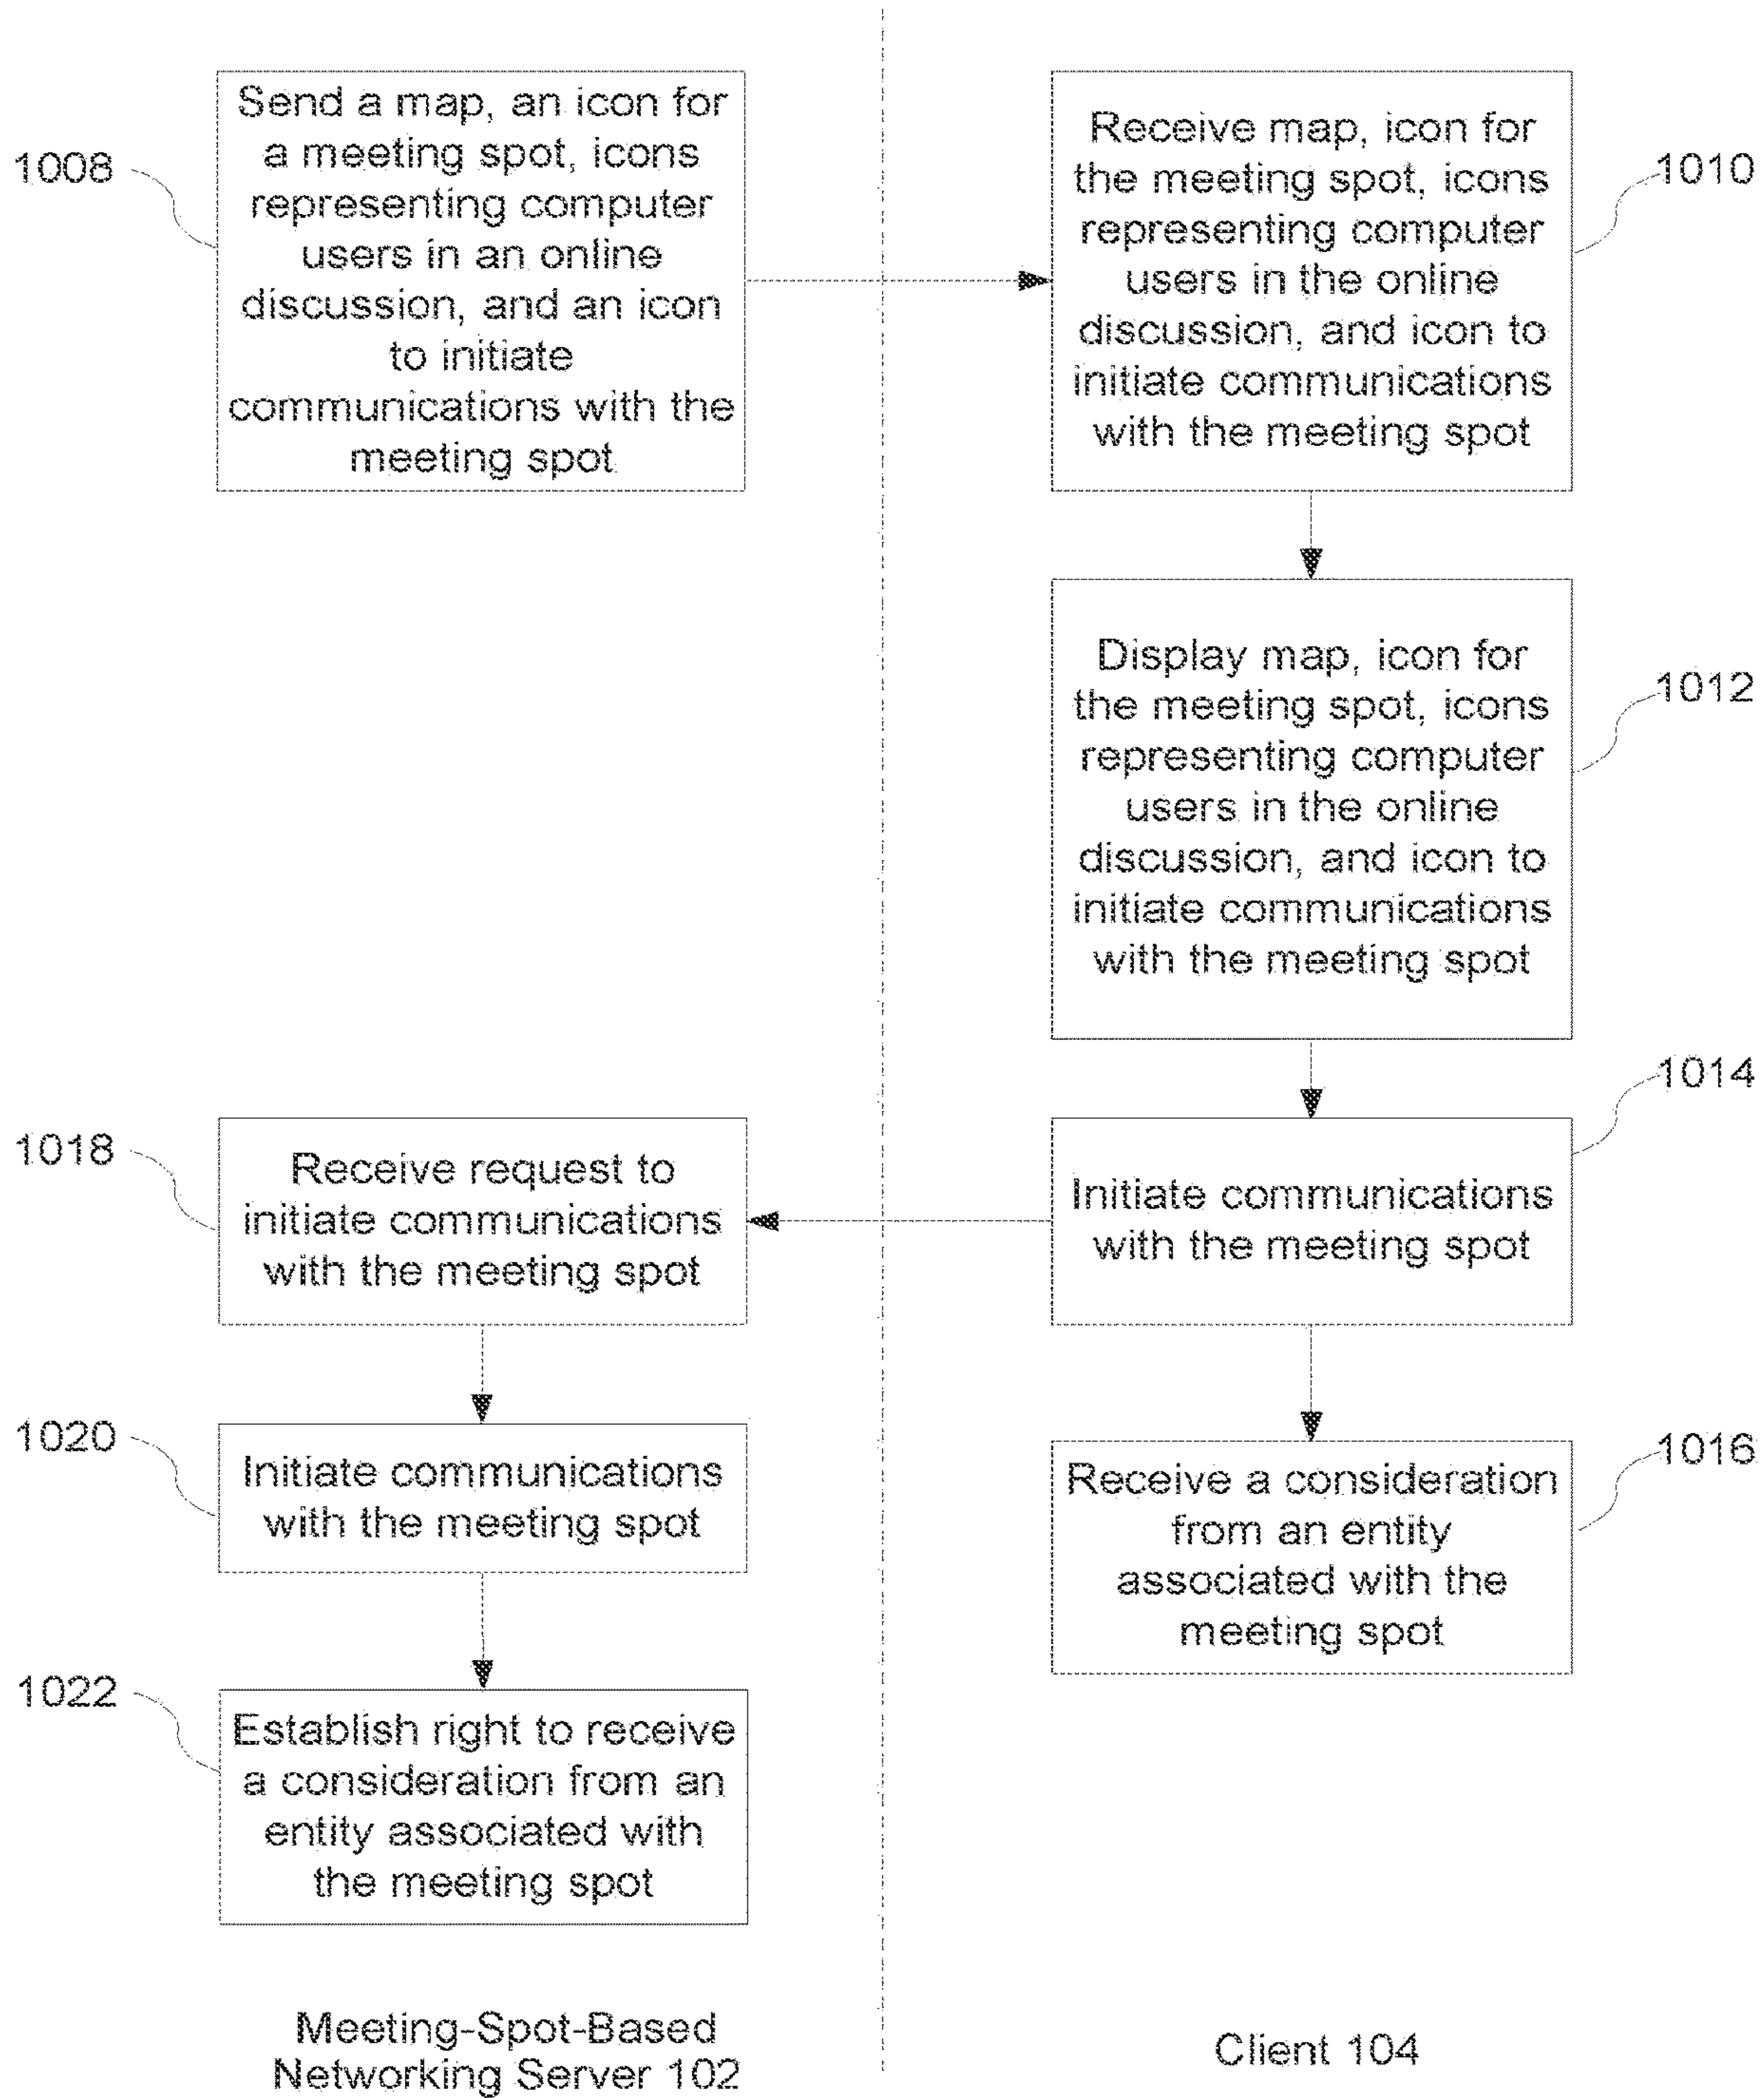 1008
Send a map, an icon for
a meeting spot, icons
representing computer
users in an online
discussion, and an icon
to initiate
communications with the
meeting spot
1010
Receive map, icon for
the meeting spot, icons
representing computer
users in the online
discussion, and icon to
initiate communications
with the meeting spot
1012
Display map, icon for
the meeting spot, icons
representing computer
users in the online
discussion, and icon to
initiate communications
with the meeting spot
1014
Initiate communications
with the meeting spot
1018
Receive request to
initiate communications
with the meeting spot
1020
Initiate communications
with the meeting spot
1016
Receive a consideration
from an entity
associated with the
meeting spot
1022
Establish right to receive
a consideration from an
entity associated with
the meeting spot
Meeting-Spot-Based
Networking Server 102
Client 104